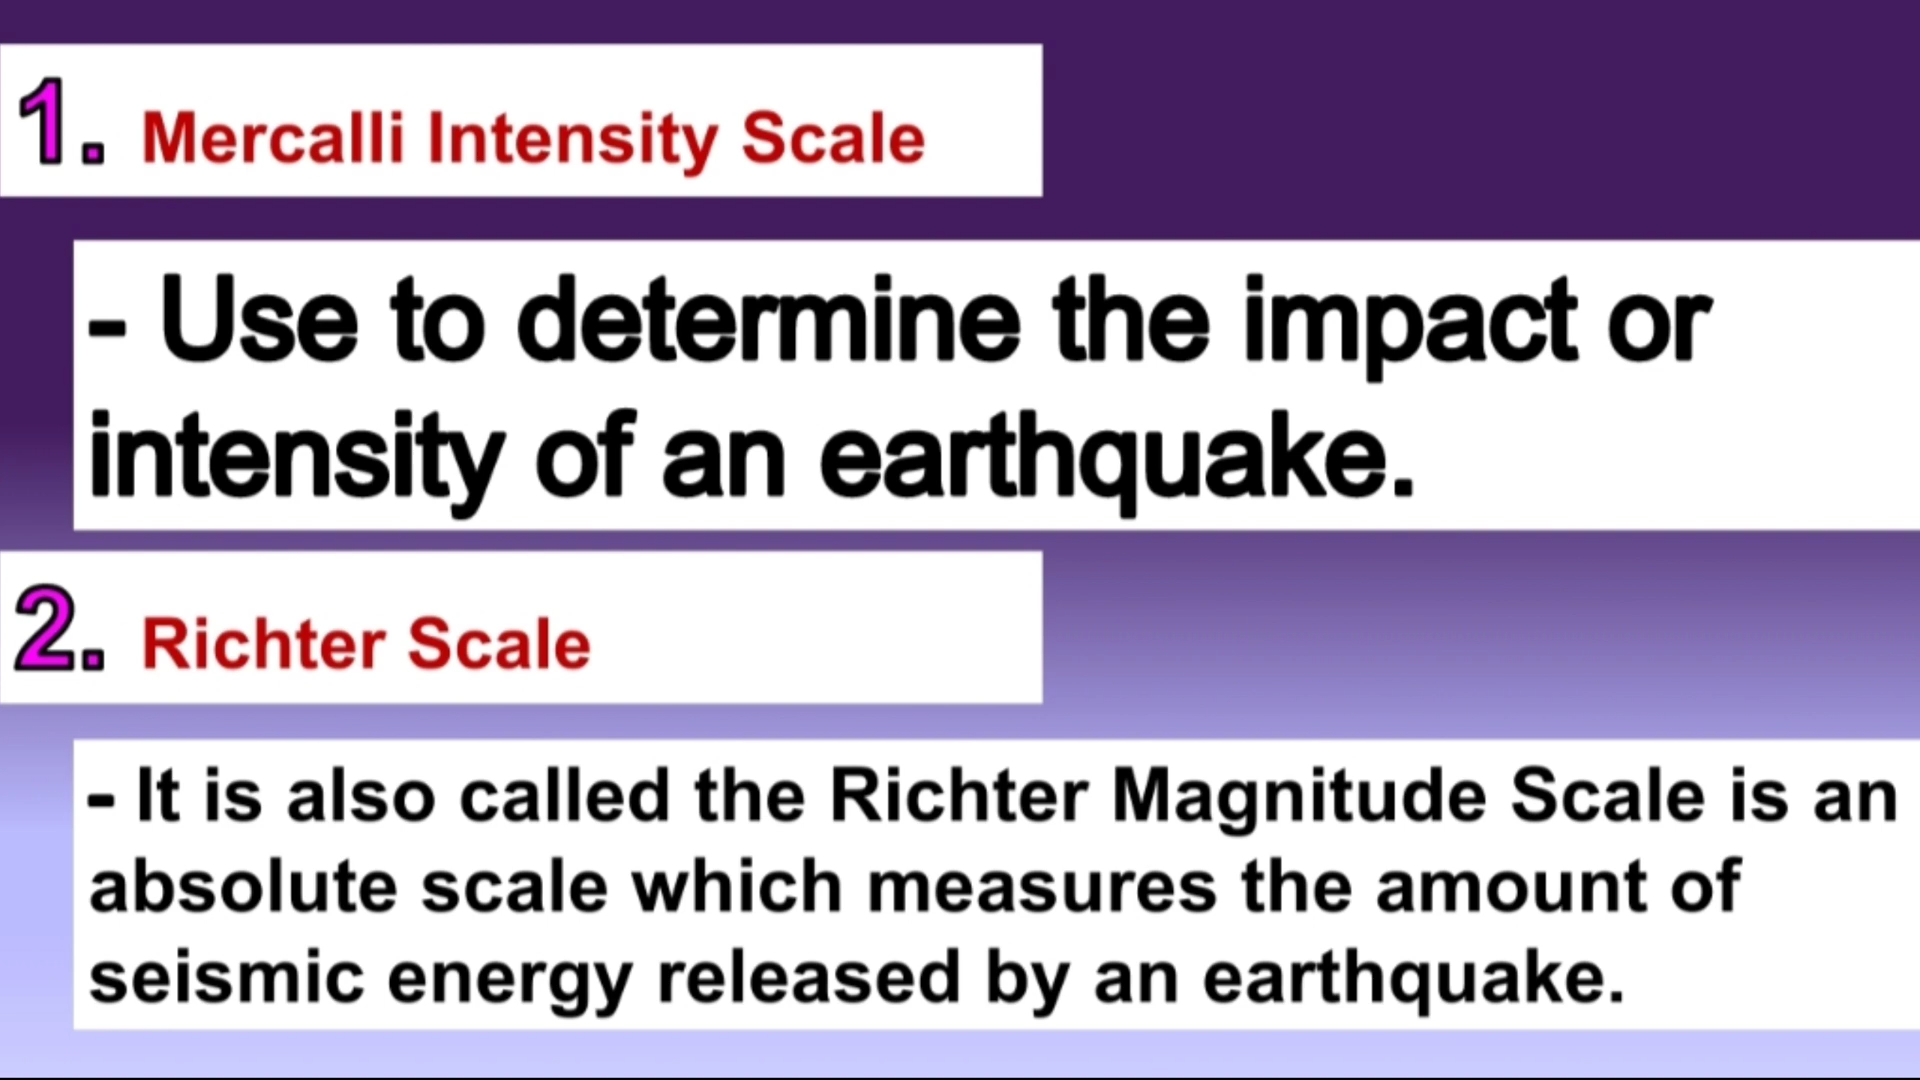 1. Mercalli Intensity Scale
- Use to determine the impact or
intensity of an earthquake.
2. Richter Scale
- It is also called the Richter Magnitude Scale is an
absolute scale which measures the amount of
seismic energy released by an earthquake.